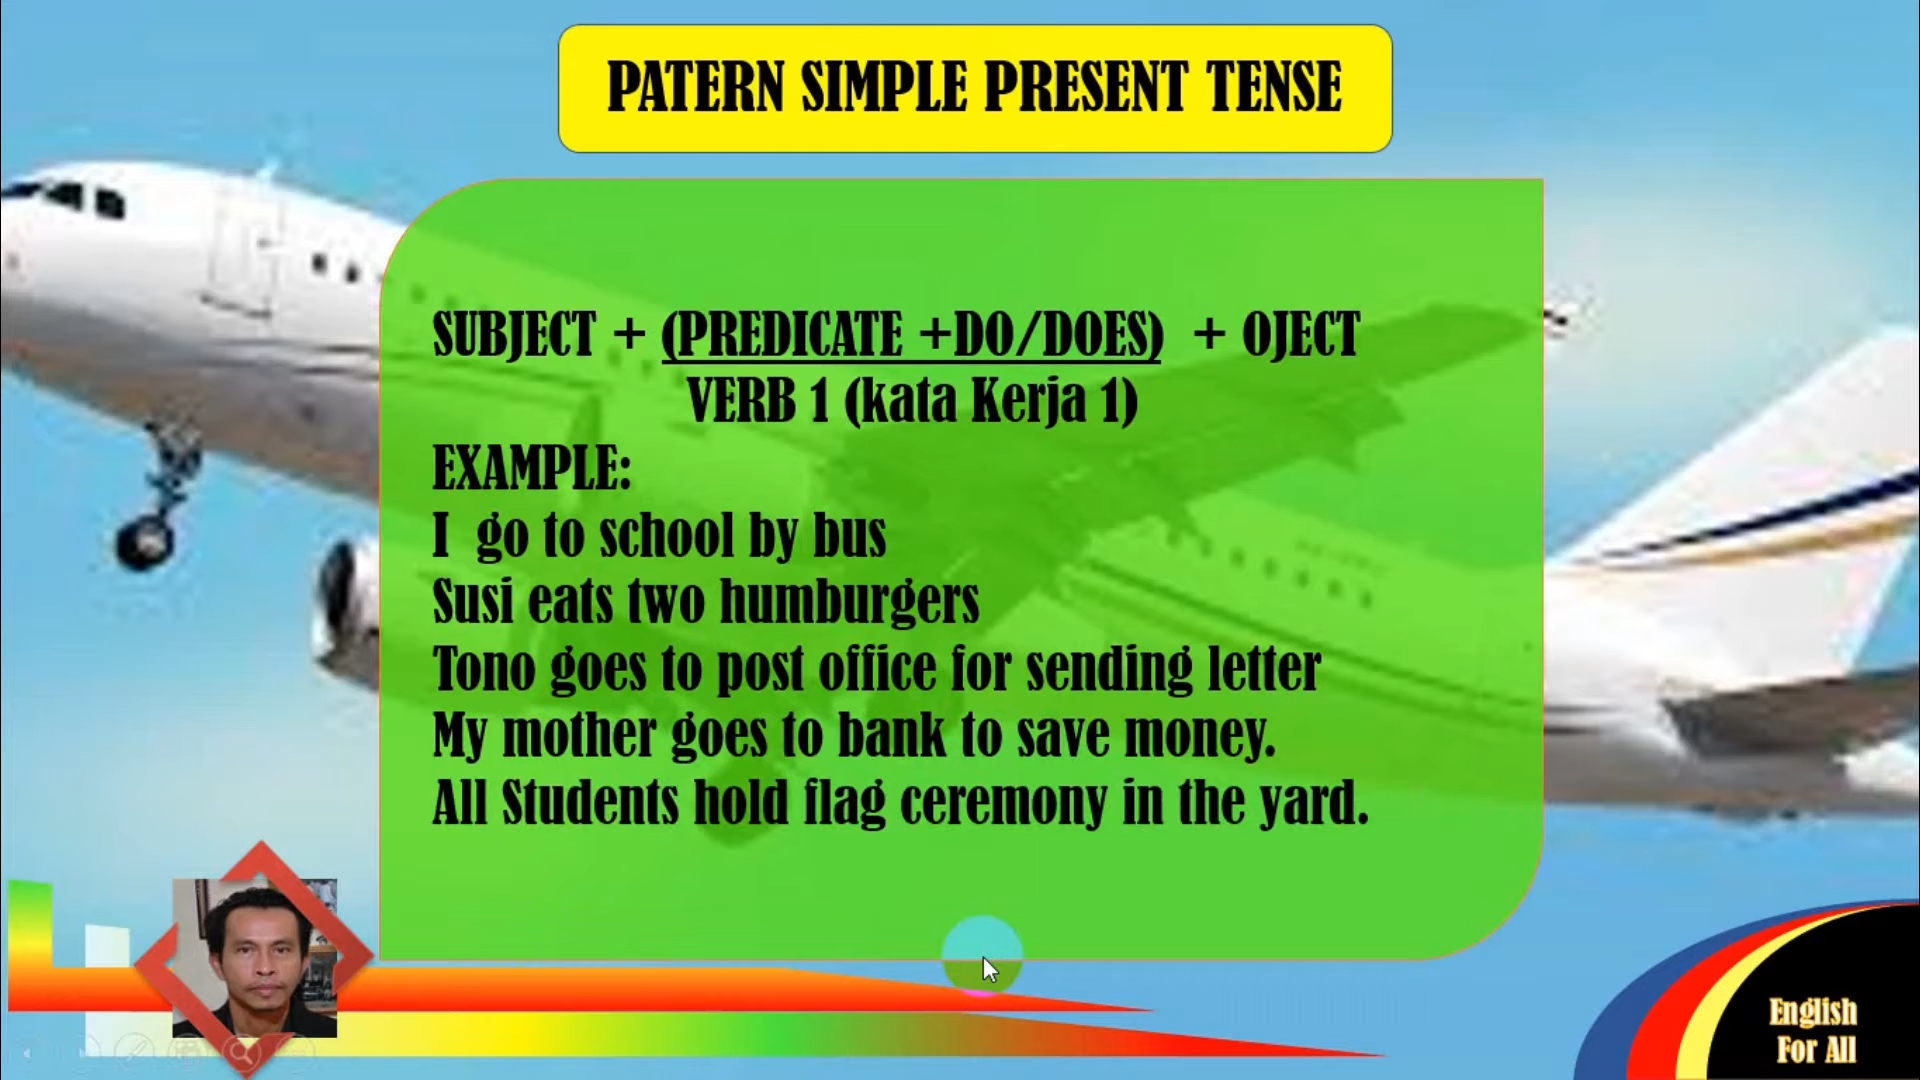 PATERN SIMPLE PRESENT TENSE
SUBJECT + (PREDICATE +DO/DOES) + OJECT
VERB 1 (kata Kerja 1)
EXAMPLE:
I go to school by bus
Susi eats two humburgers
Tono goes to post office for sending letter
My mother goes to bank to save money.
All Students hold flag ceremony in the yard.
English
For All